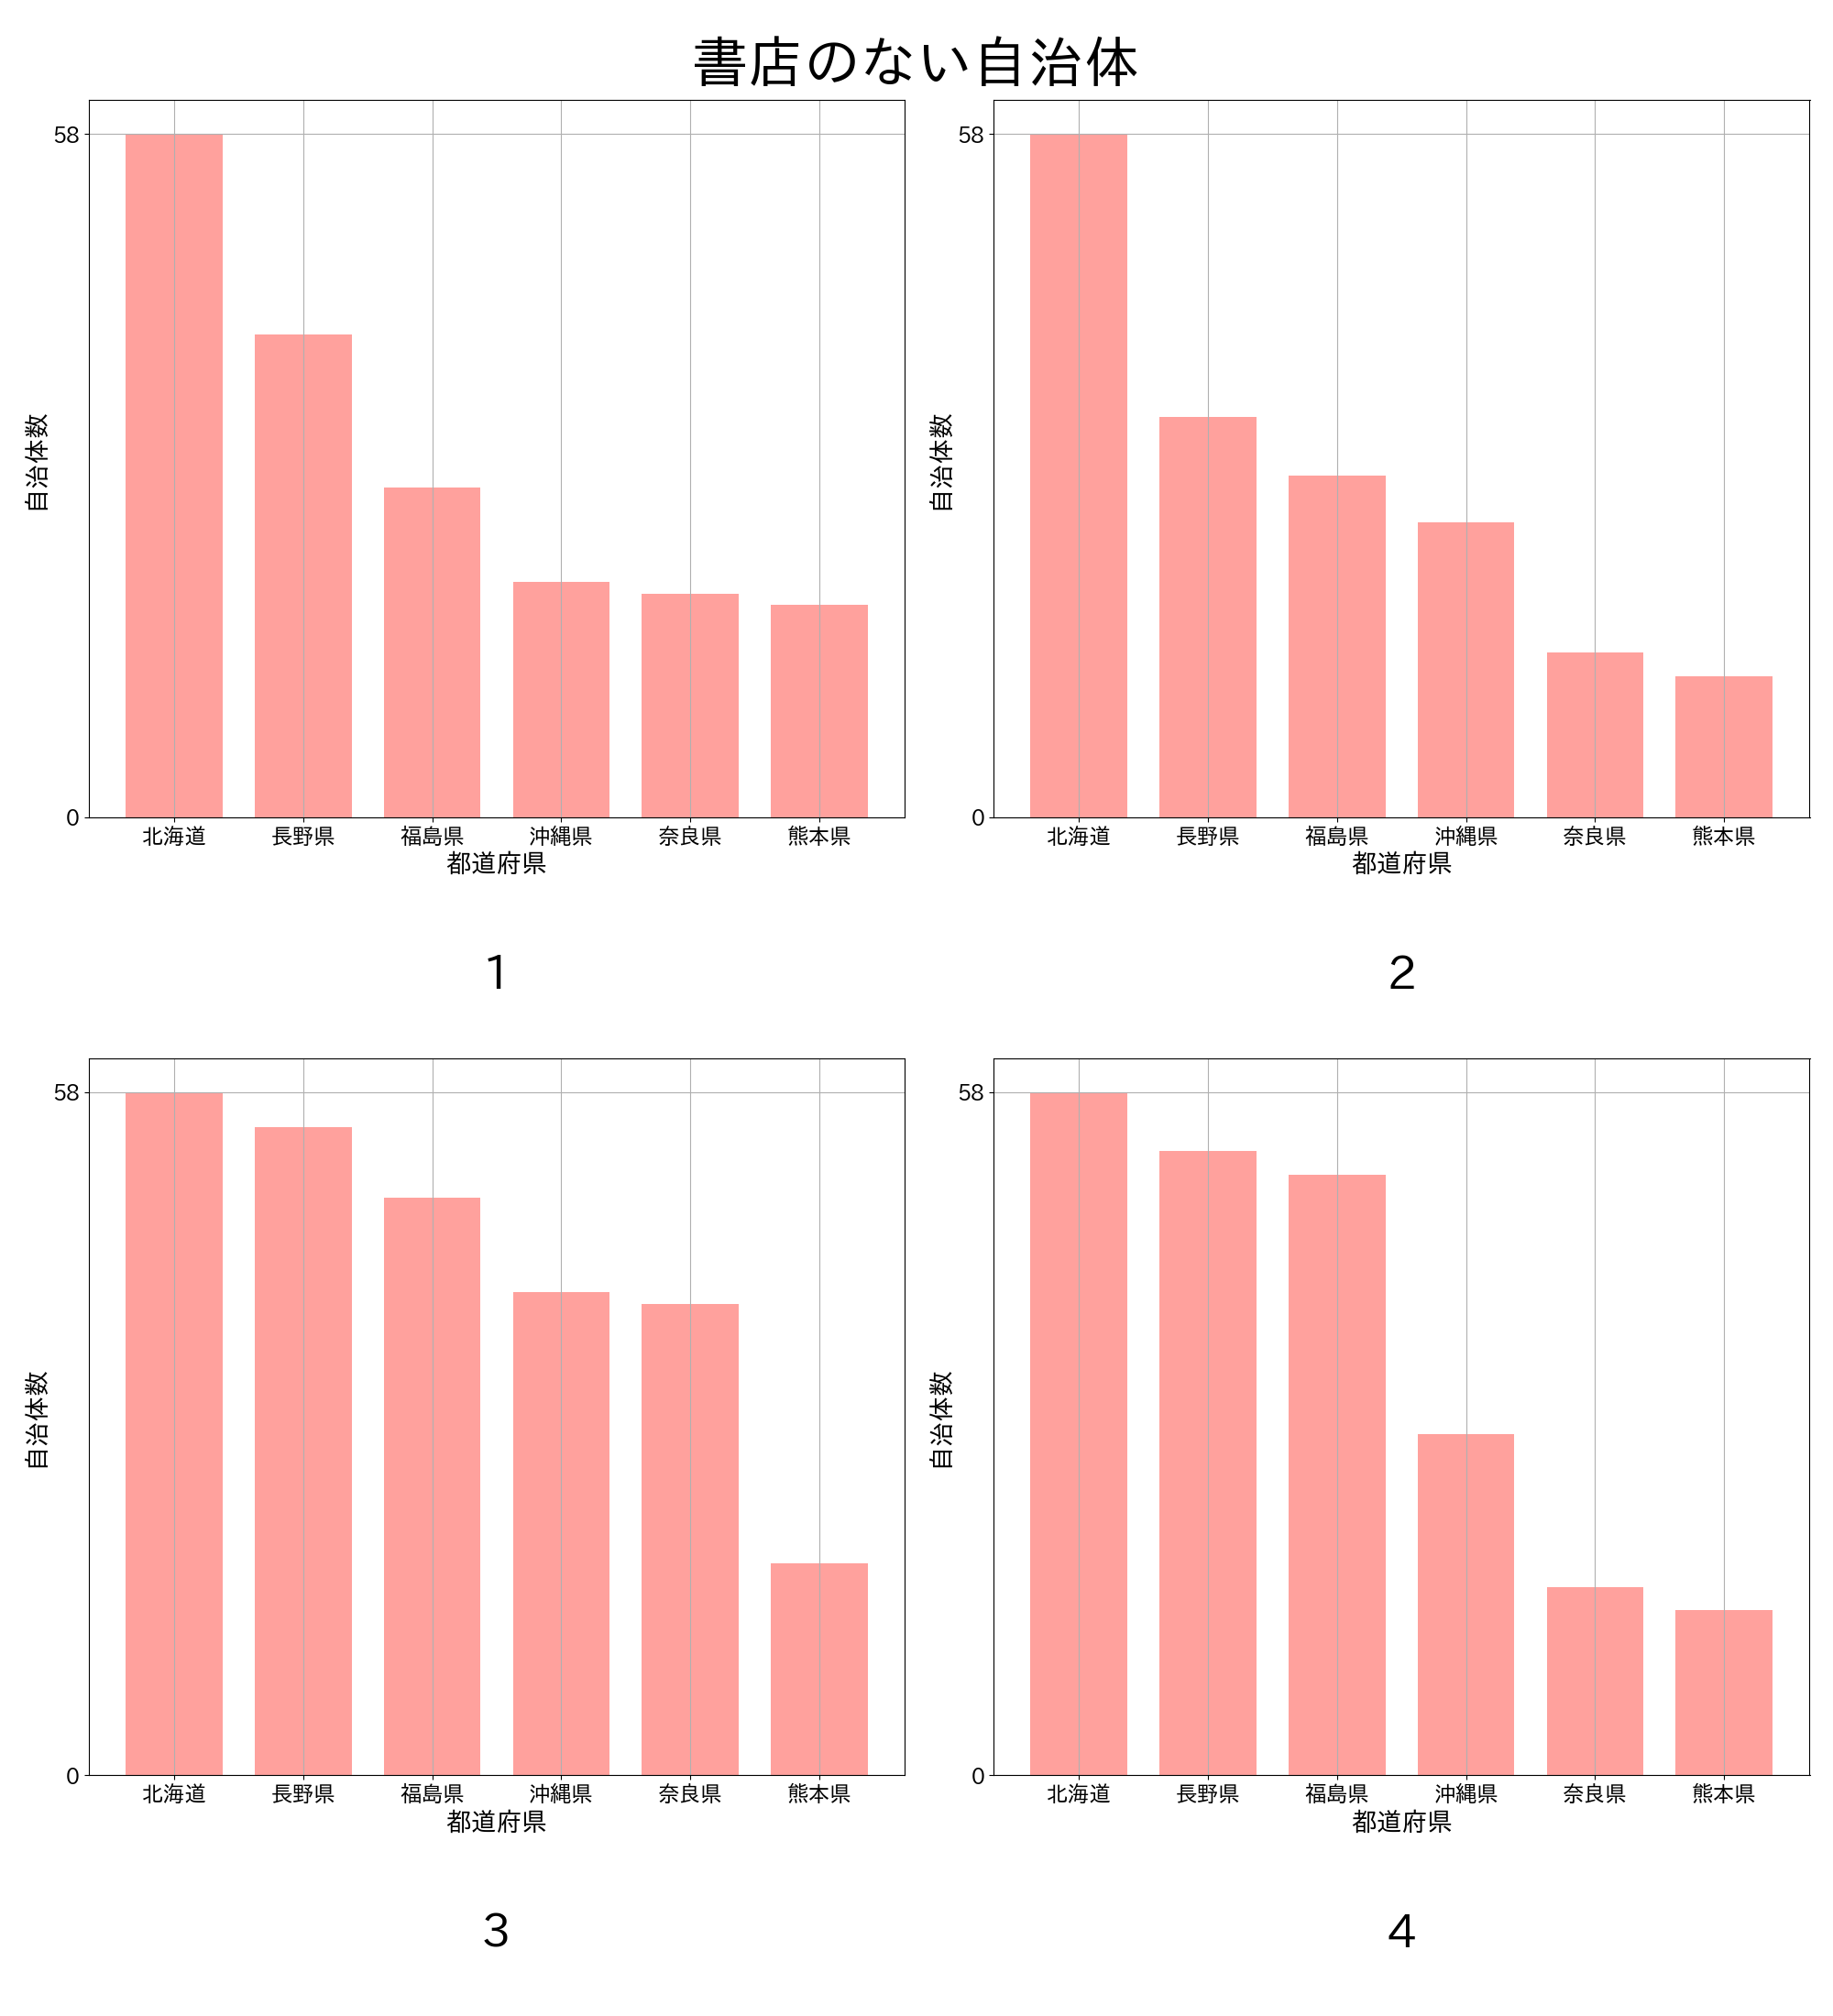 書店のない自治体
58
0
自治体数
北海道 長野県 福島県 沖縄県 奈良県 熊本県
都道府県
1
58
0
自治体数
北海道 長野県 福島県 沖縄県 奈良県 熊本県
都道府県
2
58
0
自治体数
北海道 長野県 福島県 沖縄県 奈良県 熊本県
都道府県
3
58
0
自治体数
北海道 長野県 福島県 沖縄県 奈良県 熊本県
都道府県
4